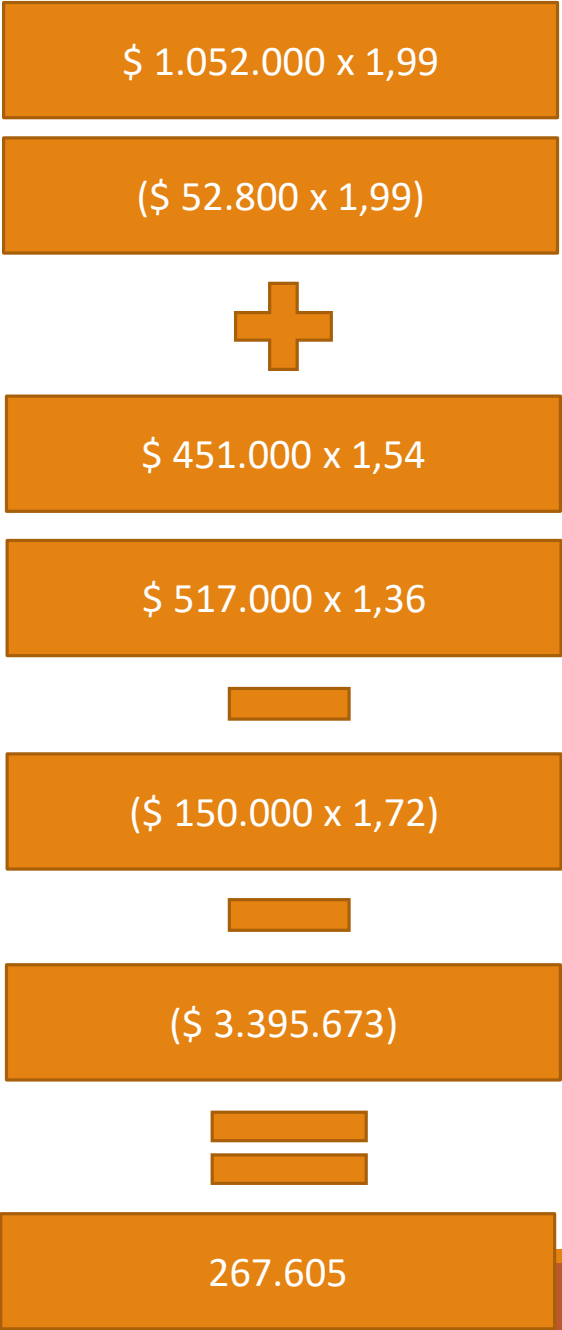 $ 1.052.000 x 1,99
($ 52.800 x 1,99)
$ 451.000 x 1,54
$ 517.000 x 1,36
($ 150.000 x 1,72)
($ 3.395.673)
267.605